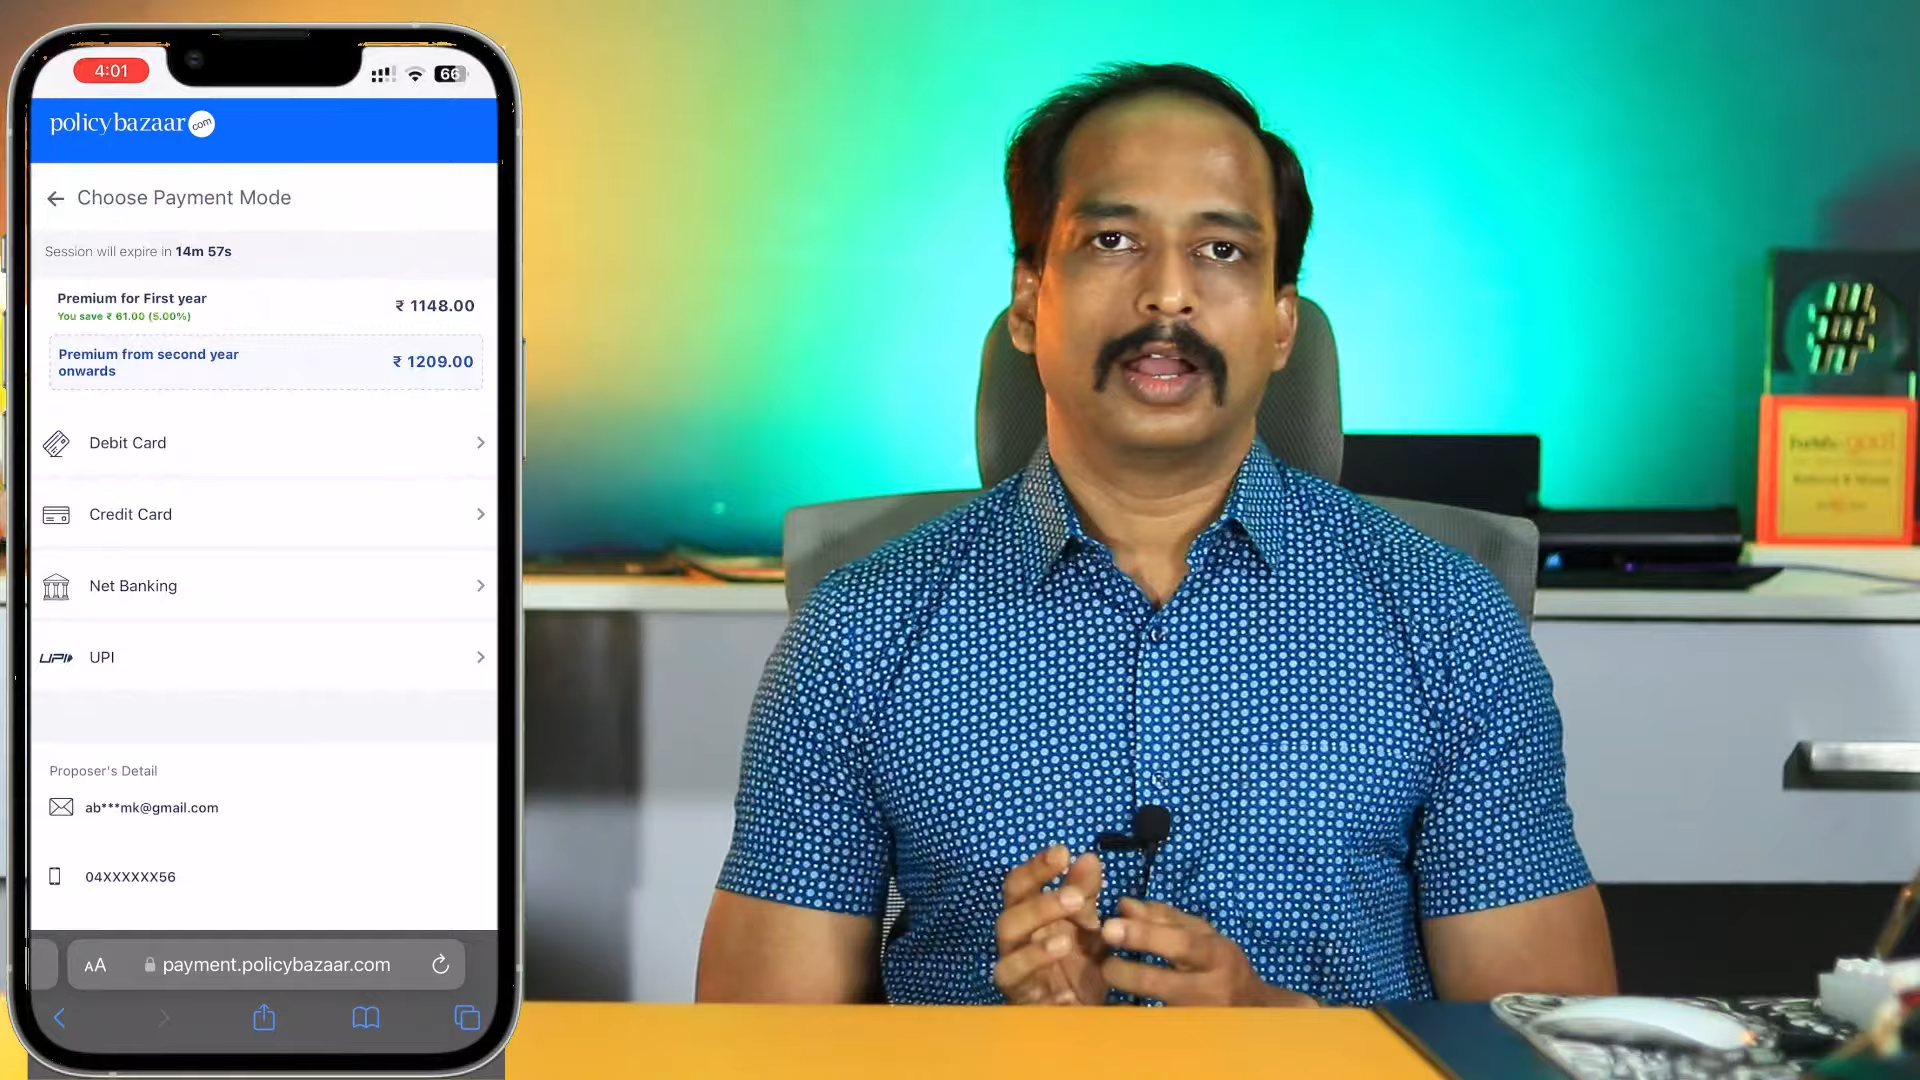 4:01
66
policybazaar com
Choose Payment Mode
Session will expire in 14m 57s
Premium for First year
₹ 1148.00
You save ₹ 61.00 (5.00%)
Premium from second year
onwards
₹ 1209.00
Debit Card
Credit Card
Net Banking
UPI UPI
Proposer's Detail
ab***mk@gmail.com
04XXXXXX56
AA payment.policybazaar.com